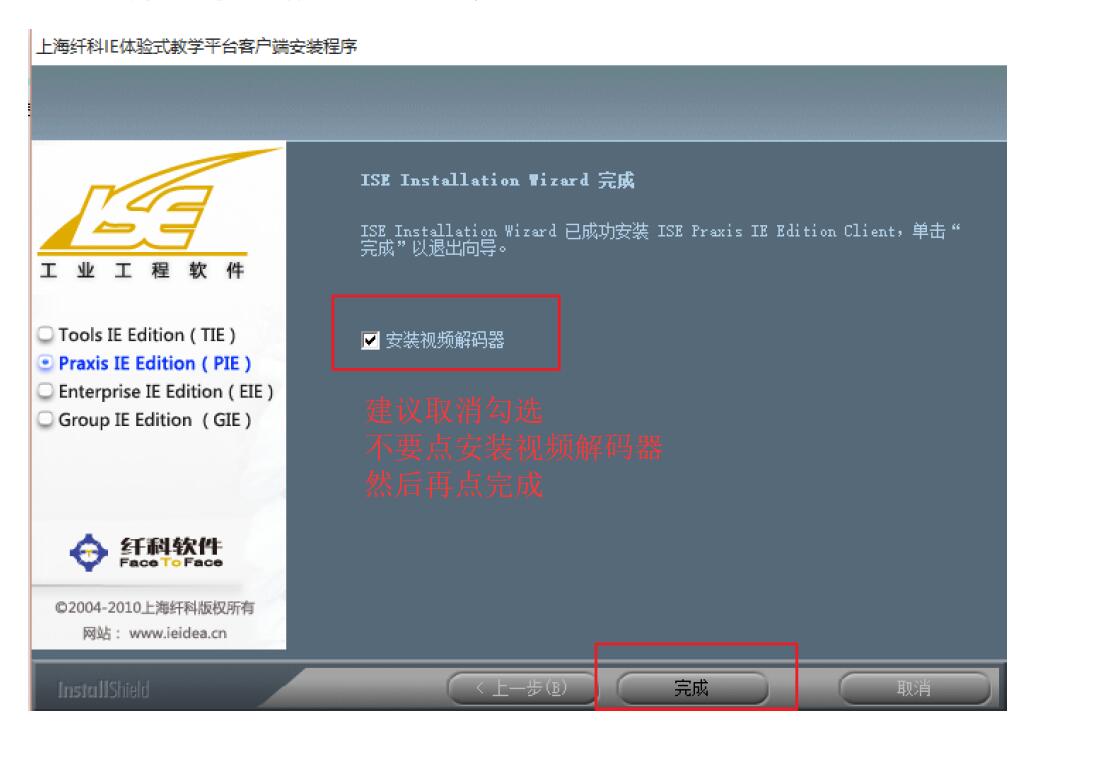 上海纤科IE体验式教学平台客户端安装程序
ISE
工业工程软件
Tools IE Edition ( TIE )
Praxis IE Edition ( PIE )
Enterprise IE Edition ( EIE )
Group IE Edition ( GIE )
纤科软件
FaceToFace
©2004-2010上海纤科版权所有
网站：www.ieidea.cn
ISE Installation Wizard 完成
ISE Installation Wizard 已成功安装 ISE Praxis IE Edition Client，单击“
完成”以退出向导。
安装视频解码器
建议取消勾选
不要点安装视频解码器
然后再点完成
InstallShield
< 上一步(B)
完成
取消